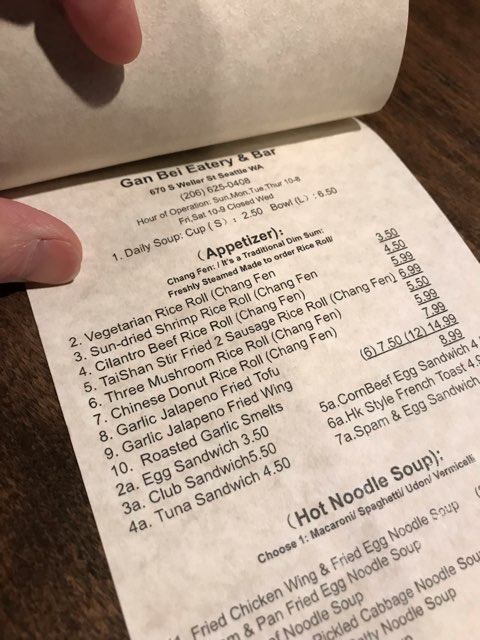 Gan Bei Eatery & Bar
670 S Weller St Seattle WA
(206) 625-0408
Hour of Operation: Sun,Mon,Tue,Thur 10-8
Fri,Sat 10-9 Closed Wed
1. Daily Soup: Cup (S) : 2.50 Bowl (L) : 6.50
(Appetizer):
Chang Fen: / It's a Traditional Dim Sum:
Freshly Steamed Made to order Rice Roll/
2. Vegetarian Rice Roll (Chang Fen 3.50
3. Sun-dried Shrimp Rice Roll (Chang Fen 4.50
4. Cilantro Beef Rice Roll (Chang Fen) 5.99
5. TaiShan Stir Fried 2 Sausage Rice Roll (Chang Fen) 6.99
6. Three Mushroom Rice Roll (Chang Fen) 5.50
7. Chinese Donut Rice Roll (Chang Fen) 5.99
8. Garlic Jalapeno Fried Tofu 7.99
9. Garlic Jalapeno Fried Wing (6) 7.50 (12) 14.99
10. Roasted Garlic Smelts 8.99
2a. Egg Sandwich 3.50 5a.CornBeef Egg Sandwich 4
3a. Club Sandwich5.50 6a.Hk Style French Toast 4.9
4a. Tuna Sandwich 4.50 7a.Spam & Egg Sandwich
(Hot Noodle Soup):
Choose 1: Macaroni/ Spaghetti/ Udon/ Vermicelli
Fried Chicken Wing & Fried Egg Noodle Soup
& Pan Fried Egg Noodle Soup
Noodle Soup
Cabbage Noodle Sou
Noodle Soup